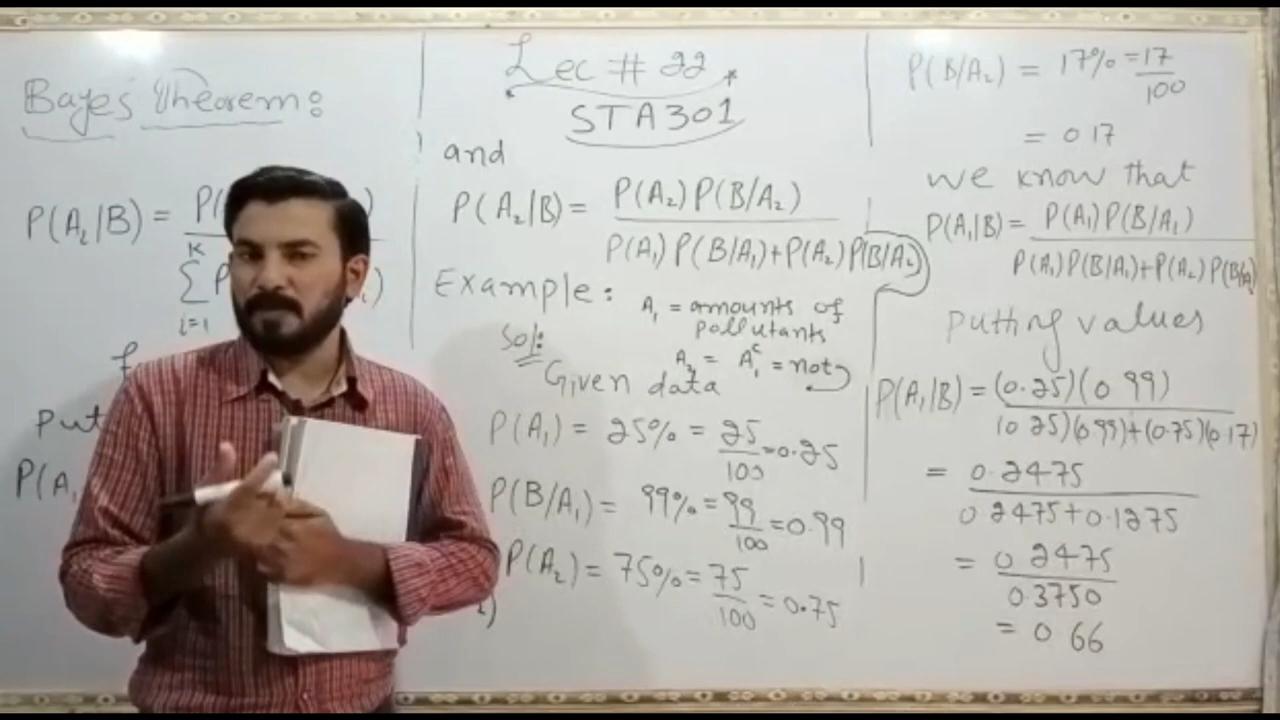 Bayes Theorem:
P(A₂|B) = P(
K
∑ P
i=1
f
put
P(A₁
Lec # 22
STA301
and
P(A₂|B) = P(A₂) P(B/A₂)
P(A₁) P(B/A₁)+P(A₂) P(B/A₂)
Example: A₁ = amounts of
pollutants
Sol: A₂ = A₁ᶜ = not
Given data
P(A₁) = 25% = 25/100 = 0.25
P(B/A₁) = 99% = 99/100 = 0.99
P(A₂) = 75% = 75/100 = 0.75
P(B/A₂) = 17% = 17/100
= 0 17
we know that
P(A₁|B) = P(A₁) P(B/A₁)
P(A₁) P(B/A₁)+P(A₂) P(B/A
putting values
P(A₁|B) = (0.25)(0 99)
(0 25)(0.99)+(0.75)(0.17)
= 0.2475
0 2475+0.1275
= 0 2475
0.3750
= 0 66